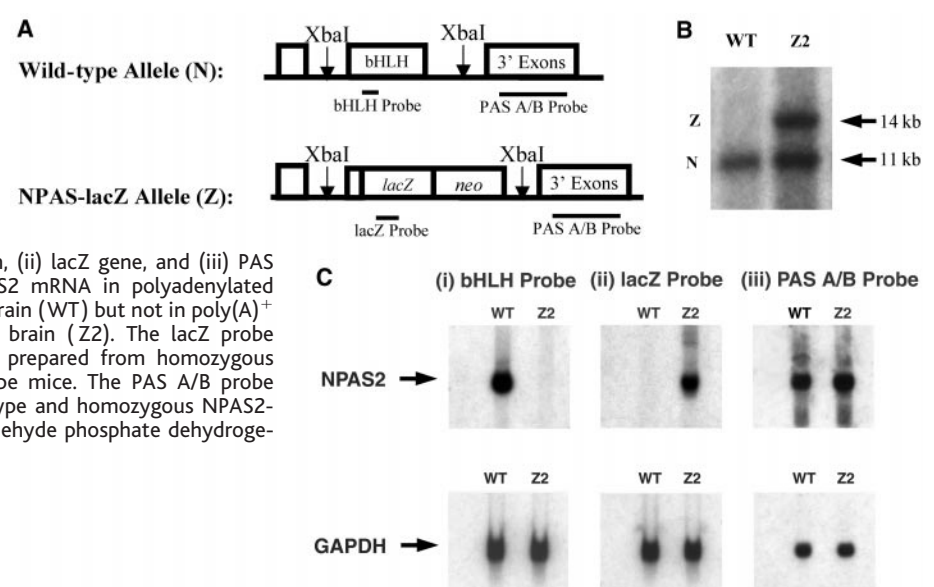 A
XbaI XbaI
Wild-type Allele (N): bHLH 3' Exons
bHLH Probe PAS A/B Probe
XbaI XbaI
NPAS-lacZ Allele (Z): lacZ neo 3' Exons
lacZ Probe PAS A/B Probe
B
WT Z2
Z 14 kb
N 11 kb
(ii) lacZ gene, and (iii) PAS
S2 mRNA in polyadenylated
rain (WT) but not in poly(A)+
brain (Z2). The lacZ probe
prepared from homozygous
be mice. The PAS A/B probe
type and homozygous NPAS2-
dehyde phosphate dehydroge-
C
(i) bHLH Probe (ii) lacZ Probe (iii) PAS A/B Probe
WT Z2 WT Z2 WT Z2
NPAS2
WT Z2 WT Z2 WT Z2
GAPDH